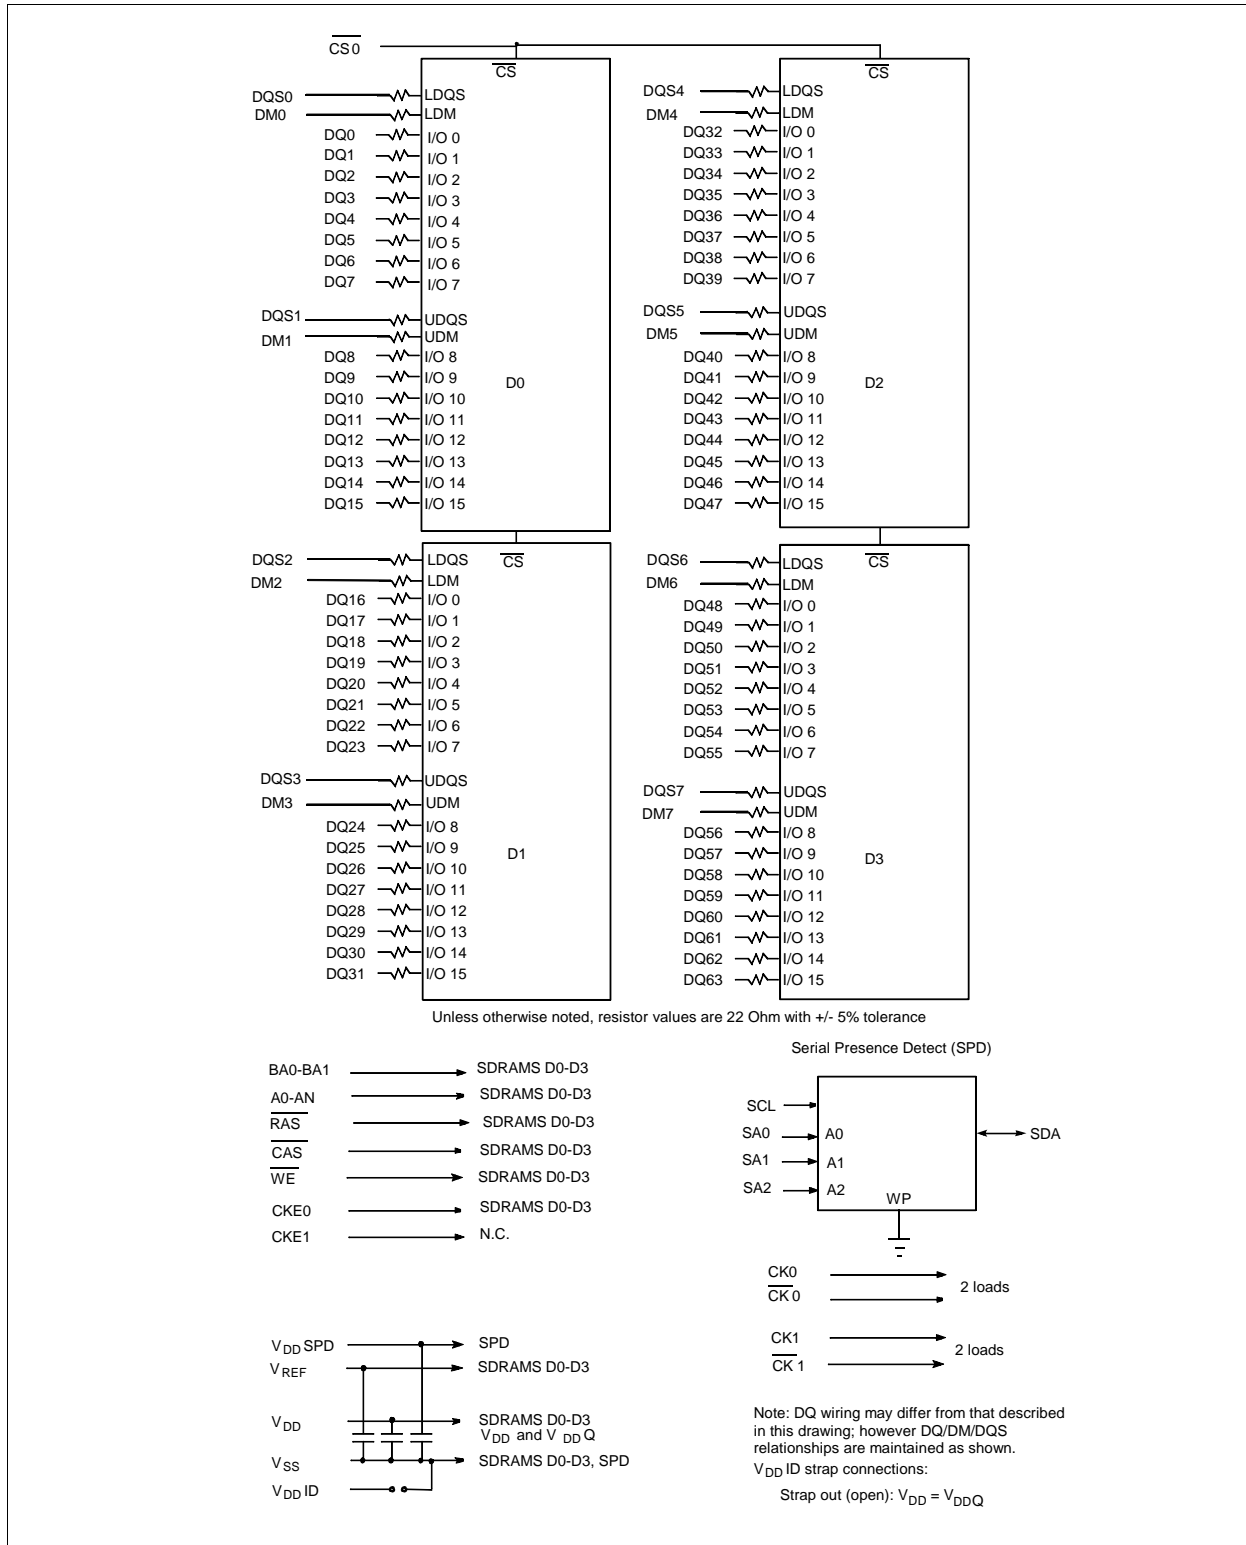 CS0
CS
CS
DQS0 LDQS
DM0 LDM
DQ0 I/O 0
DQ1 I/O 1
DQ2 I/O 2
DQ3 I/O 3
DQ4 I/O 4
DQ5 I/O 5
DQ6 I/O 6
DQ7 I/O 7
DQS1 UDQS
DM1 UDM
DQ8 I/O 8
DQ9 I/O 9
DQ10 I/O 10
DQ11 I/O 11
DQ12 I/O 12
DQ13 I/O 13
DQ14 I/O 14
DQ15 I/O 15
D0
DQS4 LDQS
DM4 LDM
DQ32 I/O 0
DQ33 I/O 1
DQ34 I/O 2
DQ35 I/O 3
DQ36 I/O 4
DQ37 I/O 5
DQ38 I/O 6
DQ39 I/O 7
DQS5 UDQS
DM5 UDM
DQ40 I/O 8
DQ41 I/O 9
DQ42 I/O 10
DQ43 I/O 11
DQ44 I/O 12
DQ45 I/O 13
DQ46 I/O 14
DQ47 I/O 15
D2
CS
DQS2 LDQS
DM2 LDM
DQ16 I/O 0
DQ17 I/O 1
DQ18 I/O 2
DQ19 I/O 3
DQ20 I/O 4
DQ21 I/O 5
DQ22 I/O 6
DQ23 I/O 7
DQS3 UDQS
DM3 UDM
DQ24 I/O 8
DQ25 I/O 9
DQ26 I/O 10
DQ27 I/O 11
DQ28 I/O 12
DQ29 I/O 13
DQ30 I/O 14
DQ31 I/O 15
D1
CS
DQS6 LDQS
DM6 LDM
DQ48 I/O 0
DQ49 I/O 1
DQ50 I/O 2
DQ51 I/O 3
DQ52 I/O 4
DQ53 I/O 5
DQ54 I/O 6
DQ55 I/O 7
DQS7 UDQS
DM7 UDM
DQ56 I/O 8
DQ57 I/O 9
DQ58 I/O 10
DQ59 I/O 11
DQ60 I/O 12
DQ61 I/O 13
DQ62 I/O 14
DQ63 I/O 15
D3
Unless otherwise noted, resistor values are 22 Ohm with +/- 5% tolerance
BA0-BA1 SDRAMS D0-D3
A0-AN SDRAMS D0-D3
RAS SDRAMS D0-D3
CAS SDRAMS D0-D3
WE SDRAMS D0-D3
CKE0 SDRAMS D0-D3
CKE1 N.C.
Serial Presence Detect (SPD)
SCL
SA0 A0
SA1 A1
SA2 A2
WP
SDA
CK0
CK 0
2 loads
CK1
CK 1
2 loads
VDD SPD SPD
VREF SDRAMS D0-D3
VDD SDRAMS D0-D3
VDD and VDDQ
VSS SDRAMS D0-D3, SPD
VDD ID
Note: DQ wiring may differ from that described
in this drawing; however DQ/DM/DQS
relationships are maintained as shown.
VDD ID strap connections:
Strap out (open): VDD = VDDQ